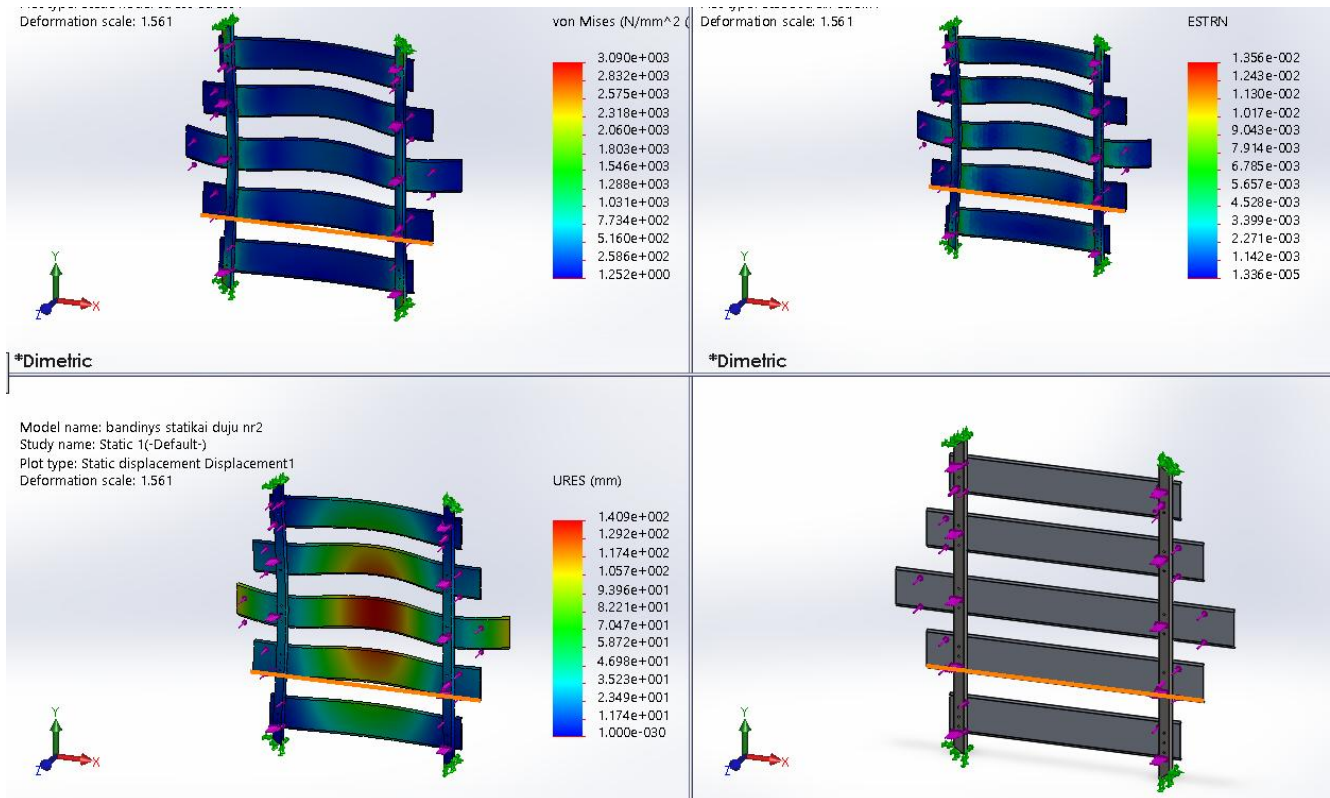 Deformation scale: 1.561
von Mises (N/mm^2 (
3.090e+003
2.832e+003
2.575e+003
2.318e+003
2.060e+003
1.803e+003
1.546e+003
1.288e+003
1.031e+003
7.734e+002
5.160e+002
2.586e+002
1.252e+000
Y
X
Z
*Dimetric
Deformation scale: 1.561
ESTRN
1.356e-002
1.243e-002
1.130e-002
1.017e-002
9.043e-003
7.914e-003
6.785e-003
5.657e-003
4.528e-003
3.399e-003
2.271e-003
1.142e-003
1.336e-005
Y
X
Z
*Dimetric
Model name: bandinys statikai duju nr2
Study name: Static 1(-Default-)
Plot type: Static displacement Displacement1
Deformation scale: 1.561
URES (mm)
1.409e+002
1.292e+002
1.174e+002
1.057e+002
9.396e+001
8.221e+001
7.047e+001
5.872e+001
4.698e+001
3.523e+001
2.349e+001
1.174e+001
1.000e-030
Y
X
Z
Y
X
Z